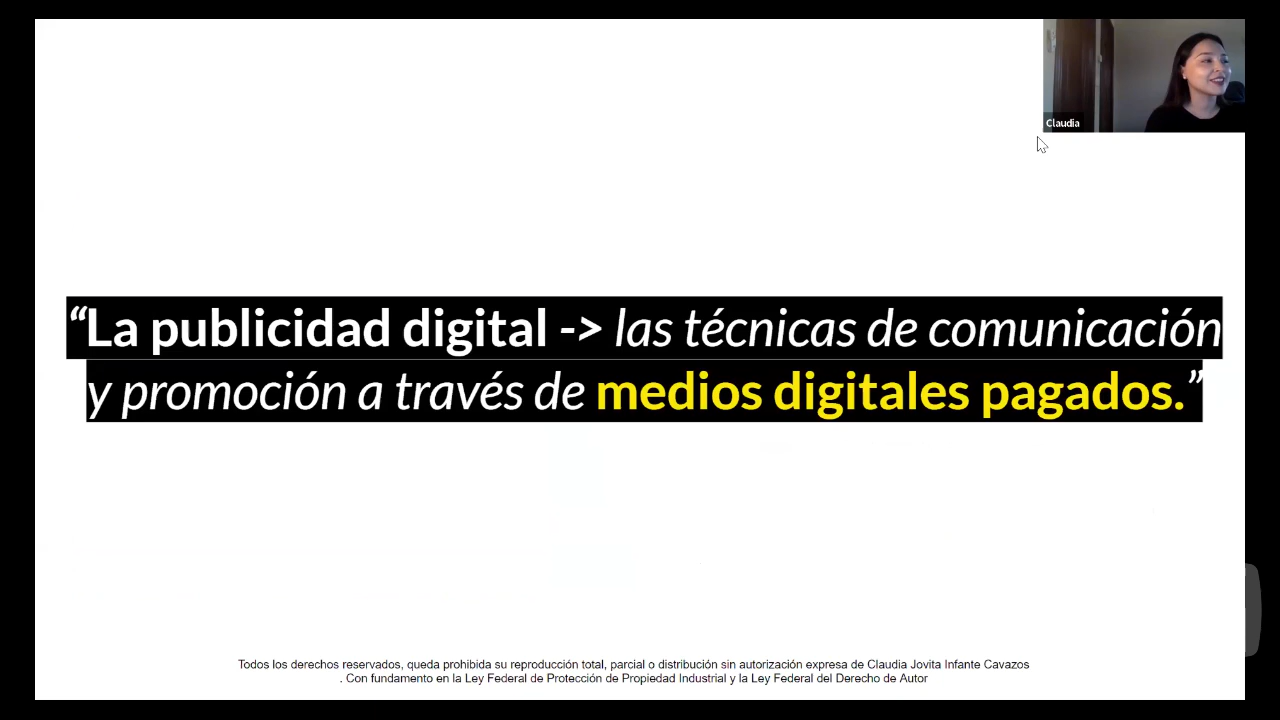 Claudia
“La publicidad digital -> las técnicas de comunicación
y promoción a través de medios digitales pagados.”
Todos los derechos reservados, queda prohibida su reproducción total, parcial o distribución sin autorización expresa de Claudia Jovita Infante Cavazos
. Con fundamento en la Ley Federal de Protección de Propiedad Industrial y la Ley Federal del Derecho de Autor